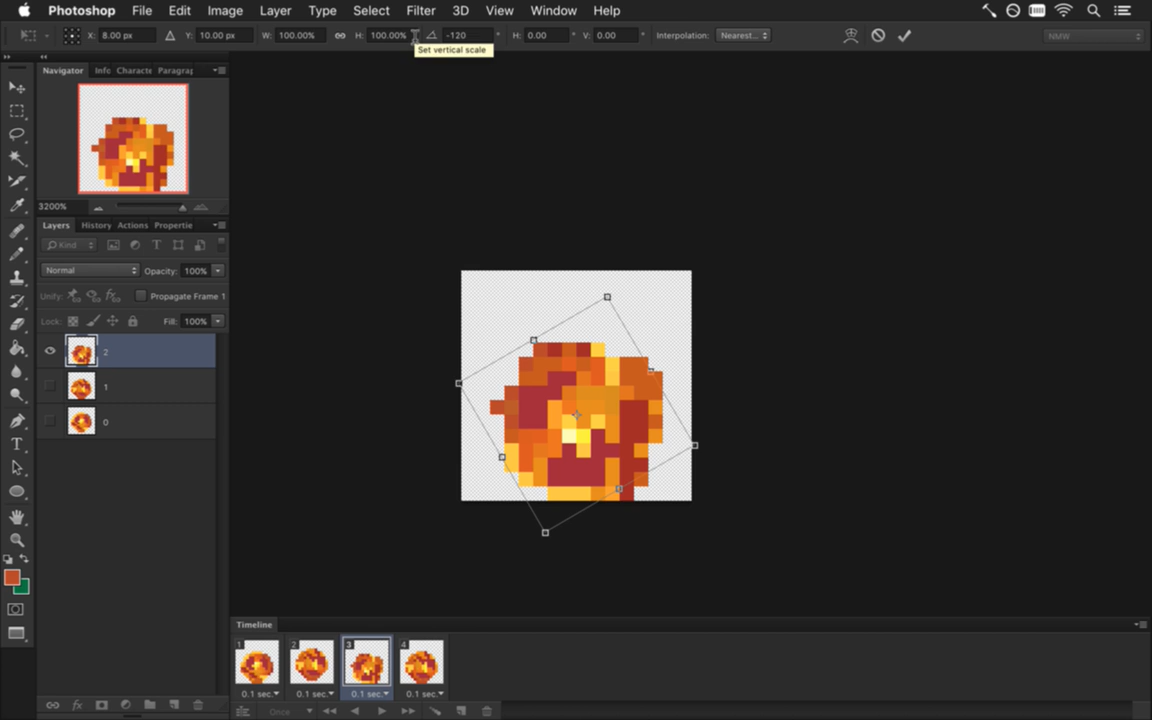 Photoshop File Edit Image Layer Type Select Filter 3D View Window Help
X: 8.00 px Y: 10.00 px W: 100.00% H: 100.00% -120 ° H: 0.00 ° V: 0.00 ° Interpolation: Nearest... NMW
Set vertical scale
Navigator Info Characte Paragrap
3200%
Layers History Actions Propertie
Kind
Normal Opacity: 100%
Unify: Propagate Frame 1
Lock: Fill: 100%
2
1
0
Timeline
1 2 3 4
0.1 sec. 0.1 sec. 0.1 sec. 0.1 sec.
Once